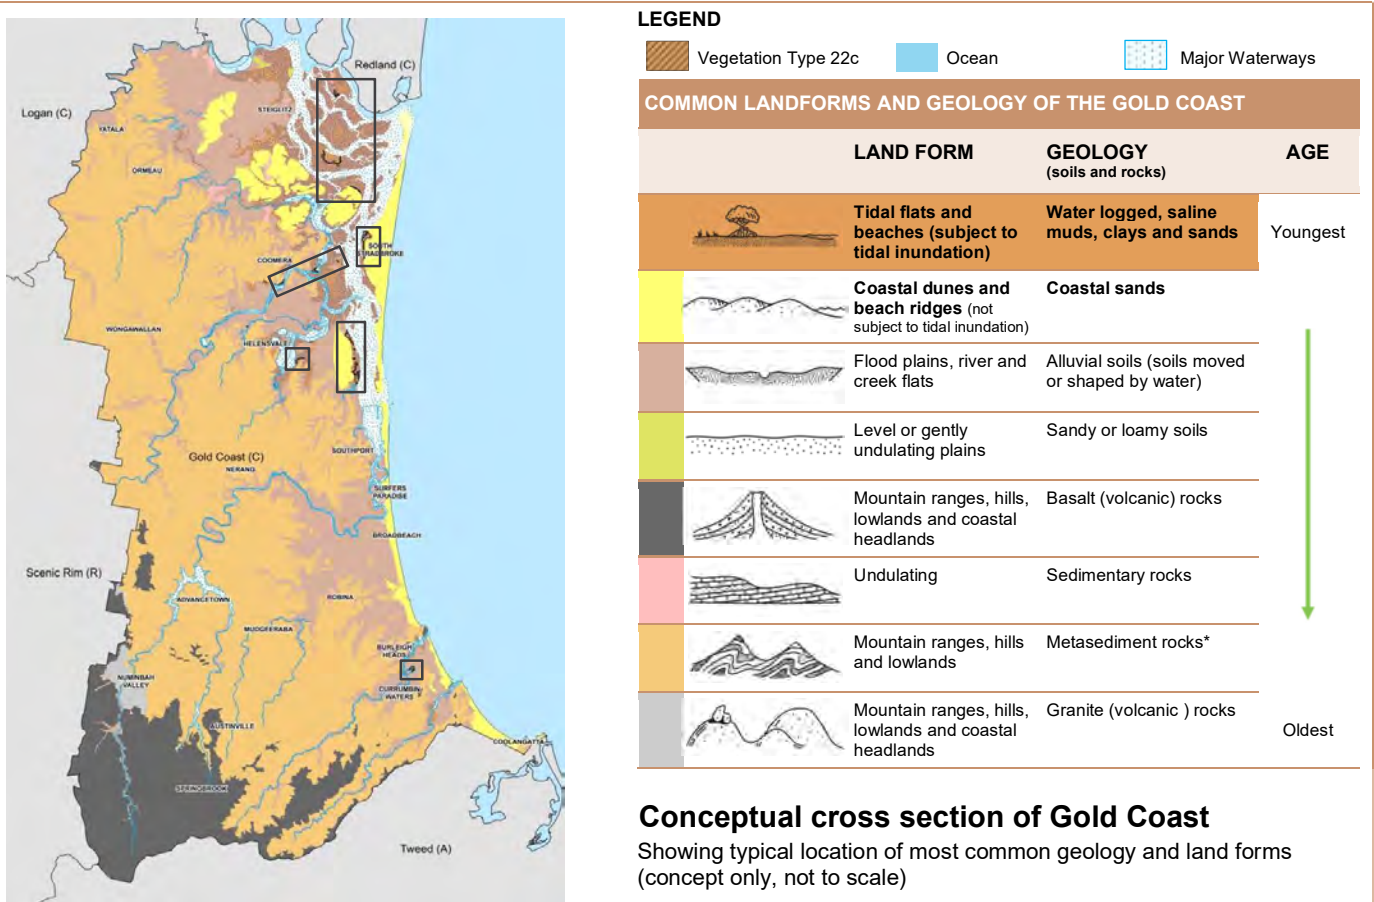 LEGEND
Vegetation Type 22c
Ocean
Major Waterways
COMMON LANDFORMS AND GEOLOGY OF THE GOLD COAST
LAND FORM
GEOLOGY
(soils and rocks)
AGE
Tidal flats and
beaches (subject to
tidal inundation)
Water logged, saline
muds, clays and sands
Youngest
Coastal dunes and
beach ridges (not
subject to tidal inundation)
Coastal sands
Flood plains, river and
creek flats
Alluvial soils (soils moved
or shaped by water)
Level or gently
undulating plains
Sandy or loamy soils
Mountain ranges, hills,
lowlands and coastal
headlands
Basalt (volcanic) rocks
Undulating
Sedimentary rocks
Mountain ranges, hills
and lowlands
Metasediment rocks*
Mountain ranges, hills,
lowlands and coastal
headlands
Granite (volcanic ) rocks
Oldest
Conceptual cross section of Gold Coast
Showing typical location of most common geology and land forms
(concept only, not to scale)
Redland (C)
Logan (C)
STEIGLITZ
YATALA
ORMEAU
SOUTH
STRADBROKE
COOMERA
WONGAWALLAN
HELENSVALE
SOUTHPORT
Gold Coast (C)
NERANG
SURFERS
PARADISE
BROADBEACH
Scenic Rim (R)
ADVANCETOWN
ROBINA
MUDGEERABA
BURLEIGH
HEADS
NUMINBAH
VALLEY
CURRUMBIN
WATERS
AUSTINVILLE
COOLANGATTA
SPRINGBROOK
Tweed (A)